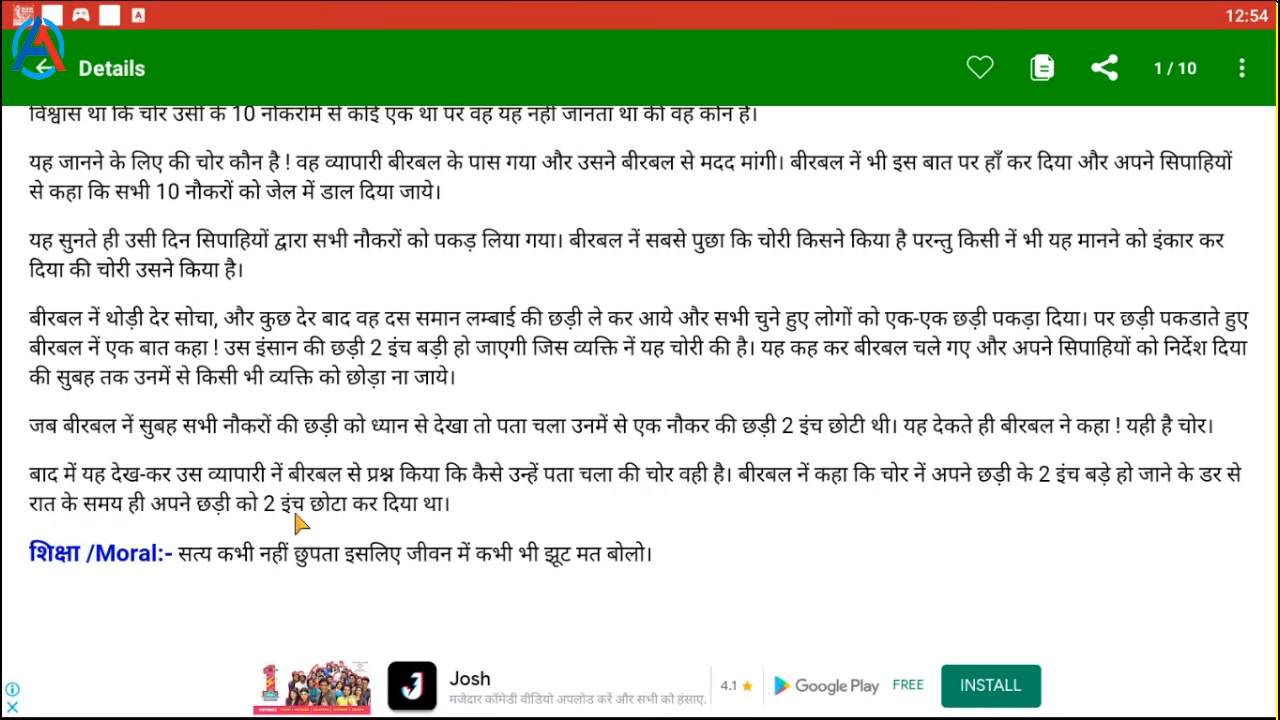 12:54
Details
1 / 10
विश्वास था कि चोर उसी के 10 नौकरोमें से कोई एक था पर वह यह नहीं जानता था की वह कौन है।
यह जानने के लिए की चोर कौन है ! वह व्यापारी बीरबल के पास गया और उसने बीरबल से मदद मांगी। बीरबल नें भी इस बात पर हाँ कर दिया और अपने सिपाहियों
से कहा कि सभी 10 नौकरों को जेल में डाल दिया जाये।
यह सुनते ही उसी दिन सिपाहियों द्वारा सभी नौकरों को पकड़ लिया गया। बीरबल नें सबसे पुछा कि चोरी किसने किया है परन्तु किसी नें भी यह मानने को इंकार कर
दिया की चोरी उसने किया है।
बीरबल नें थोड़ी देर सोचा, और कुछ देर बाद वह दस समान लम्बाई की छड़ी ले कर आये और सभी चुने हुए लोगों को एक-एक छड़ी पकड़ा दिया। पर छड़ी पकडाते हुए
बीरबल नें एक बात कहा ! उस इंसान की छड़ी 2 इंच बड़ी हो जाएगी जिस व्यक्ति नें यह चोरी की है। यह कह कर बीरबल चले गए और अपने सिपाहियों को निर्देश दिया
की सुबह तक उनमें से किसी भी व्यक्ति को छोड़ा ना जाये।
जब बीरबल नें सुबह सभी नौकरों की छड़ी को ध्यान से देखा तो पता चला उनमें से एक नौकर की छड़ी 2 इंच छोटी थी। यह देकते ही बीरबल ने कहा ! यही है चोर।
बाद में यह देख-कर उस व्यापारी नें बीरबल से प्रश्न किया कि कैसे उन्हें पता चला की चोर वही है। बीरबल नें कहा कि चोर नें अपने छड़ी के 2 इंच बड़े हो जाने के डर से
रात के समय ही अपने छड़ी को 2 इंच छोटा कर दिया था।
शिक्षा /Moral:- सत्य कभी नहीं छुपता इसलिए जीवन में कभी भी झूट मत बोलो।
Josh
मजेदार कॉमेडी वीडियो अपलोड करें और सभी को हंसाए.
4.1 ★
Google Play
FREE
INSTALL